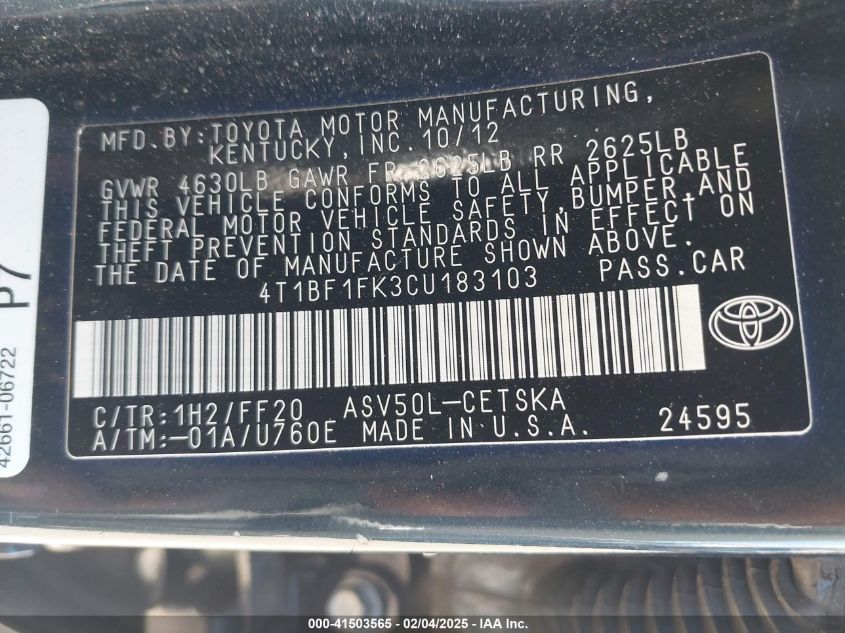 MFD. BY: TOYOTA MOTOR MANUFACTURING,
KENTUCKY, INC. 10/12
GVWR 4630LB GAWR FR 2625LB RR 2625LB
THIS VEHICLE CONFORMS TO ALL APPLICABLE
FEDERAL MOTOR VEHICLE SAFETY, BUMPER, AND
THEFT PREVENTION STANDARDS IN EFFECT ON
THE DATE OF MANUFACTURE SHOWN ABOVE.
4T1BF1FK3CU183103 PASS.CAR
C/TR:1H2/FF20 ASV50L-CETSKA
A/TM:-01A/U760E MADE IN U.S.A. 24595
P7
42661-06722
000-41503565 - 02/04/2025 - IAA Inc.